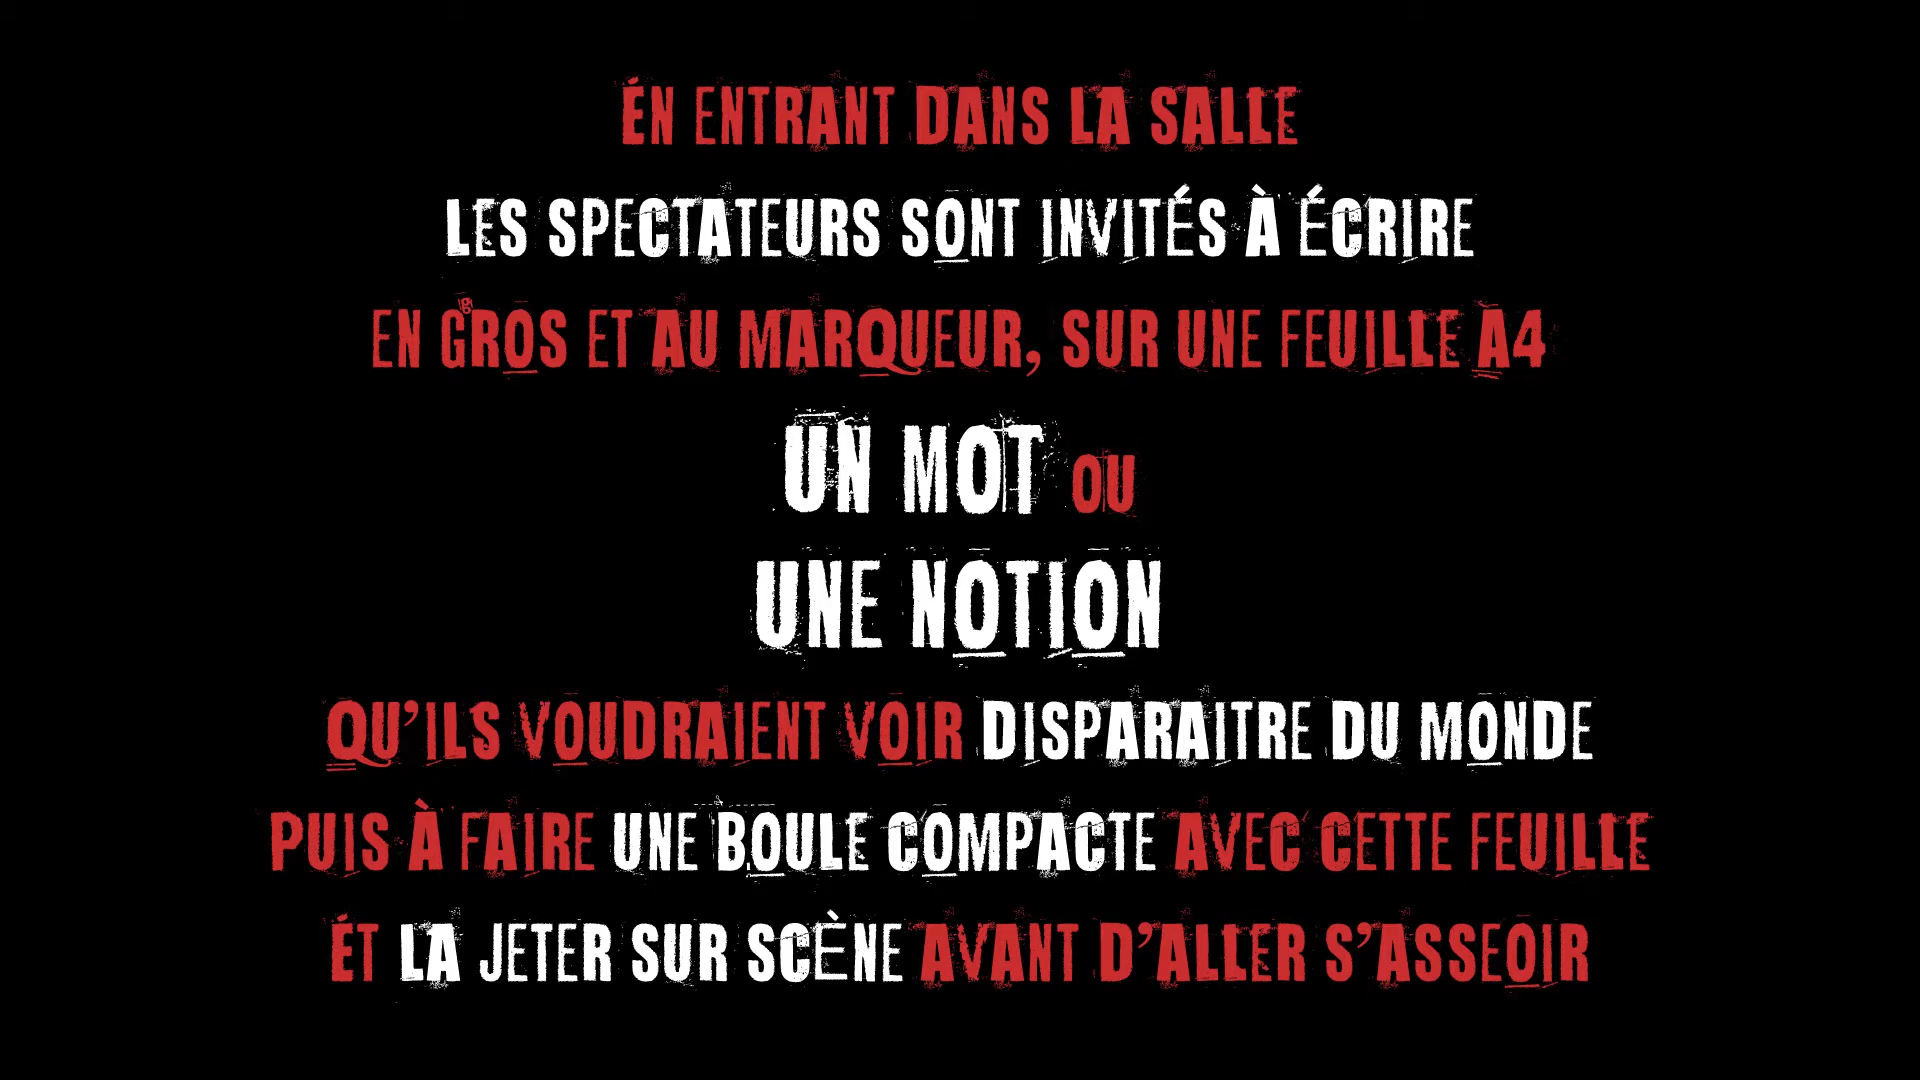 EN ENTRANT DANS LA SALLE
LES SPECTATEURS SONT INVITÉS À ÉCRIRE
EN GROS ET AU MARQUEUR, SUR UNE FEUILLE A4
UN MOT OU
UNE NOTION
QU’ILS VOUDRAIENT VOIR DISPARAITRE DU MONDE
PUIS À FAIRE UNE BOULE COMPACTE AVEC CETTE FEUILLE
ET LA JETER SUR SCÈNE AVANT D’ALLER S’ASSEOIR